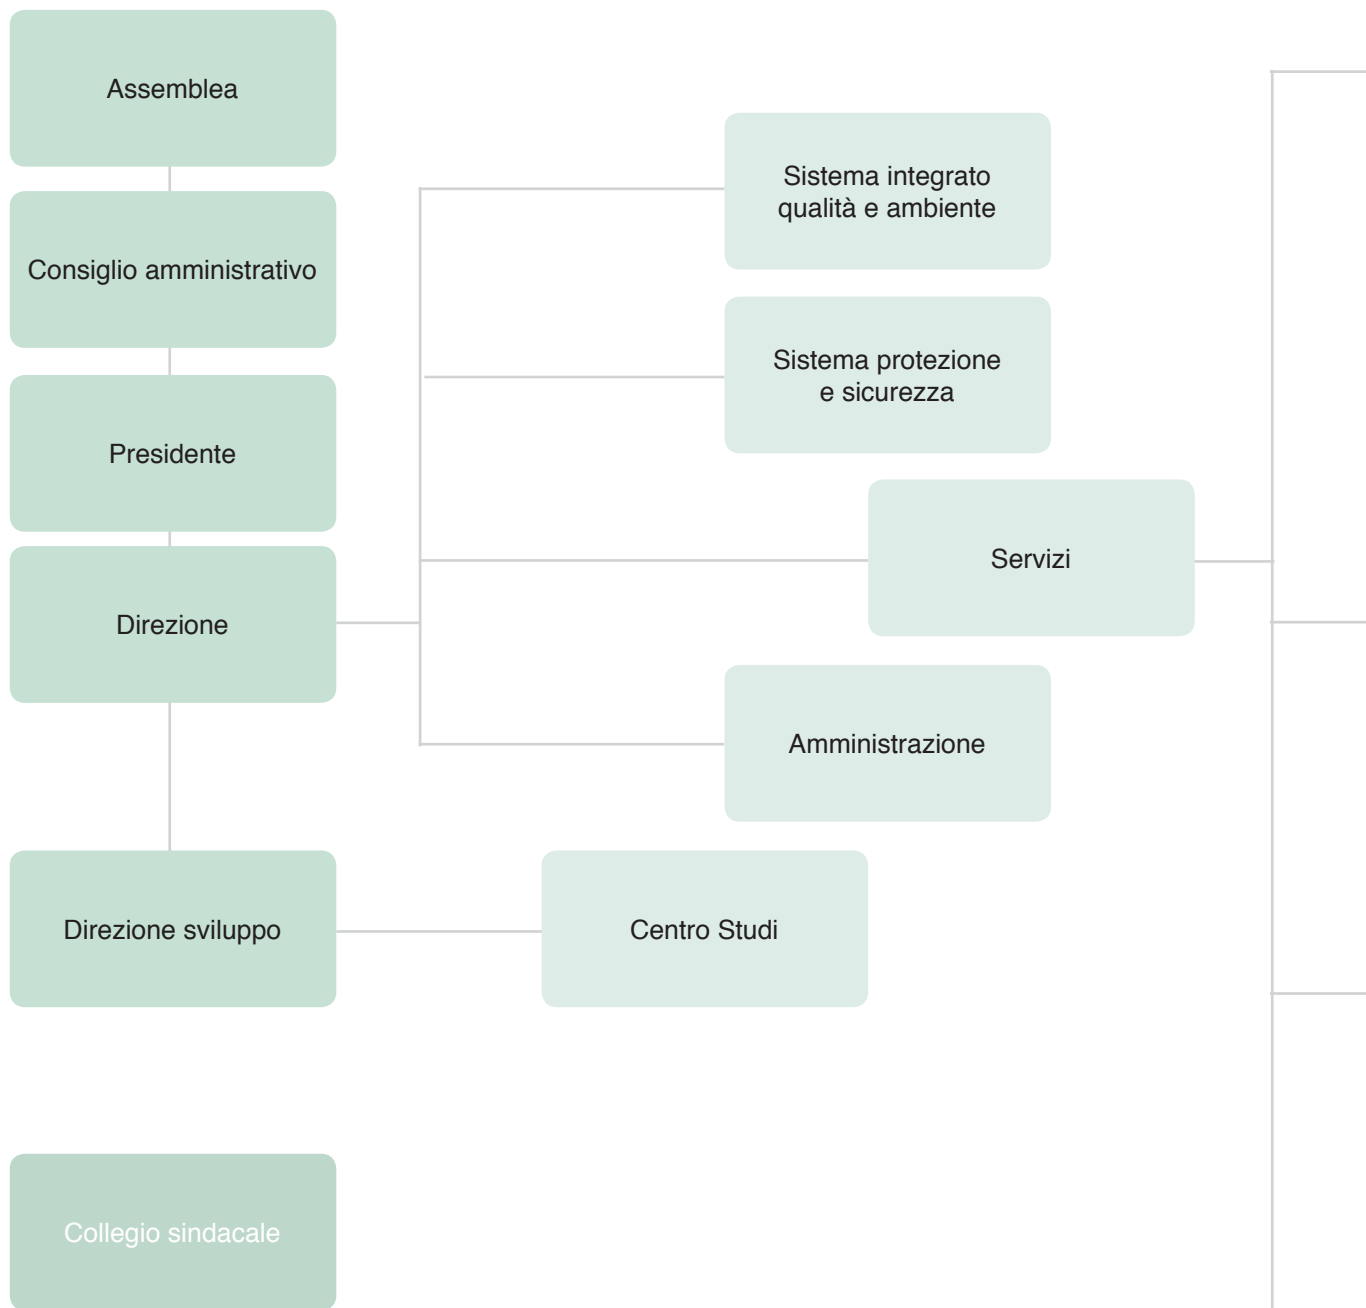 Assemblea
Consiglio amministrativo
Presidente
Direzione
Direzione sviluppo
Collegio sindacale
Sistema integrato
qualità e ambiente
Sistema protezione
e sicurezza
Servizi
Amministrazione
Centro Studi